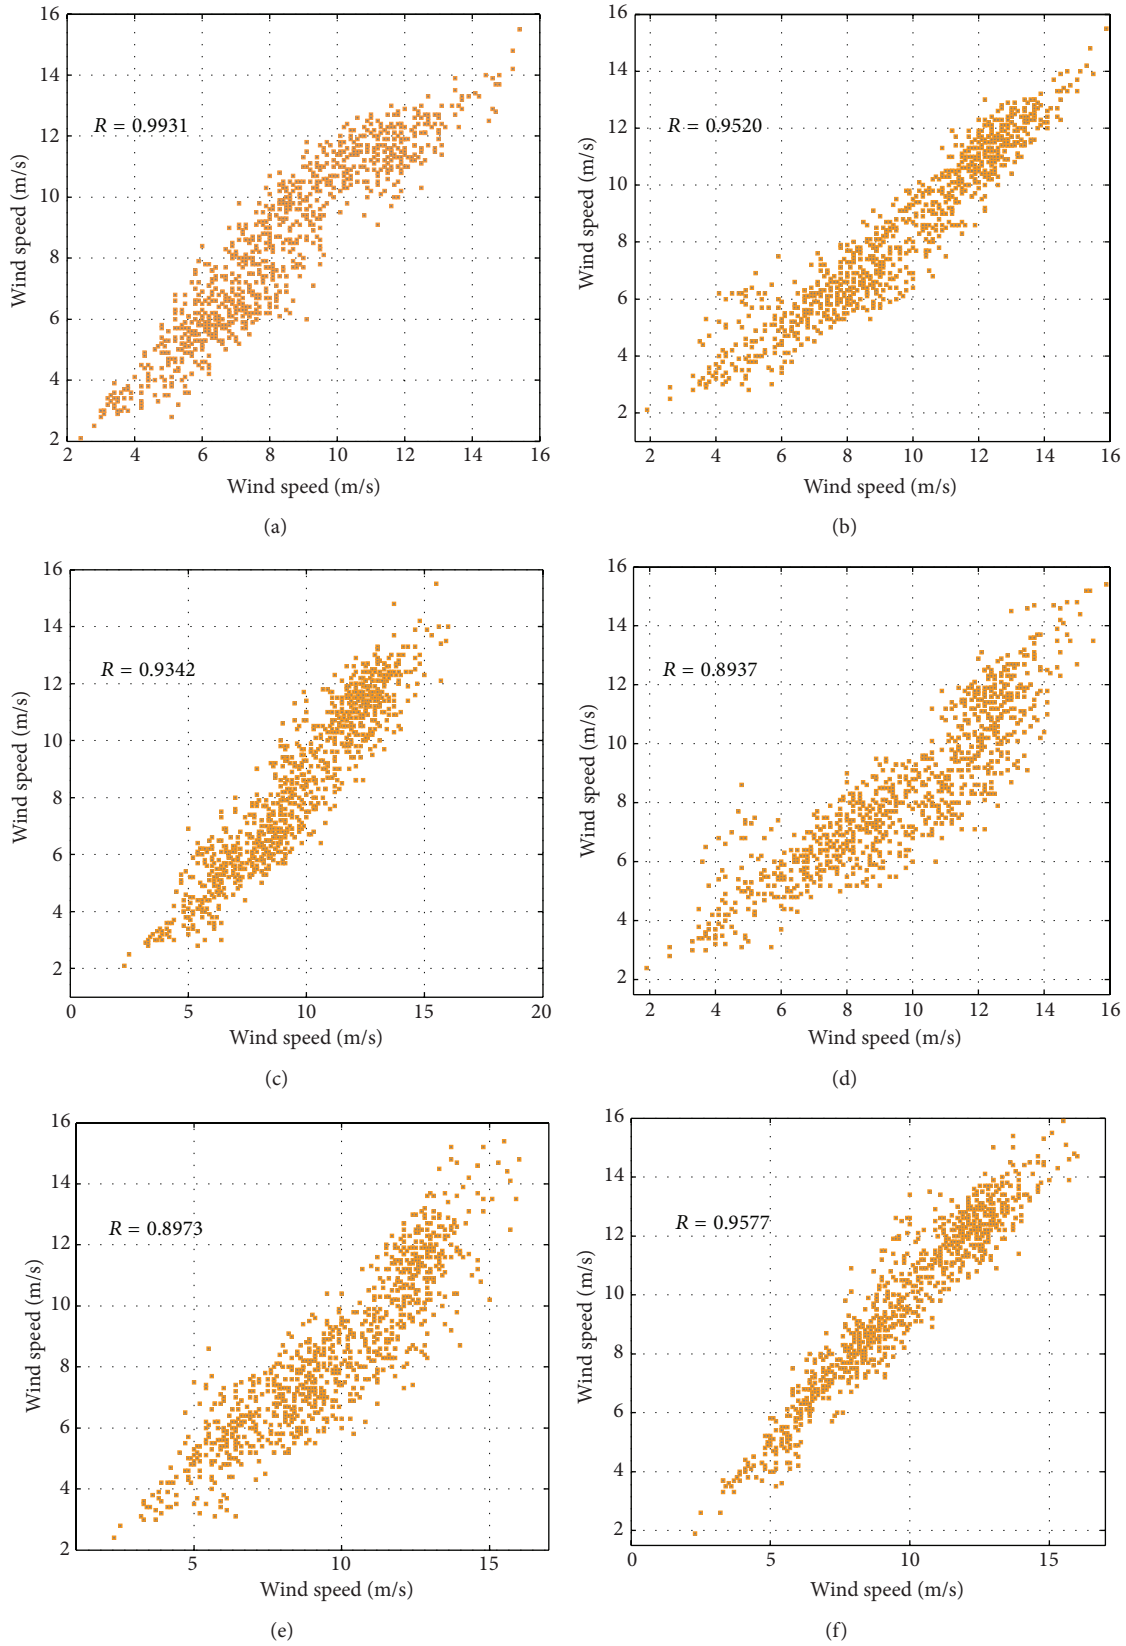 16
14
12
10
8
6
4
2
Wind speed (m/s)
R = 0.9931
2 4 6 8 10 12 14 16
Wind speed (m/s)
(a)
16
14
12
10
8
6
4
2
Wind speed (m/s)
R = 0.9520
2 4 6 8 10 12 14 16
Wind speed (m/s)
(b)
16
14
12
10
8
6
4
2
Wind speed (m/s)
R = 0.9342
0 5 10 15 20
Wind speed (m/s)
(c)
16
14
12
10
8
6
4
2
Wind speed (m/s)
R = 0.8937
2 4 6 8 10 12 14 16
Wind speed (m/s)
(d)
16
14
12
10
8
6
4
2
Wind speed (m/s)
R = 0.8973
5 10 15
Wind speed (m/s)
(e)
16
14
12
10
8
6
4
2
Wind speed (m/s)
R = 0.9577
0 5 10 15
Wind speed (m/s)
(f)